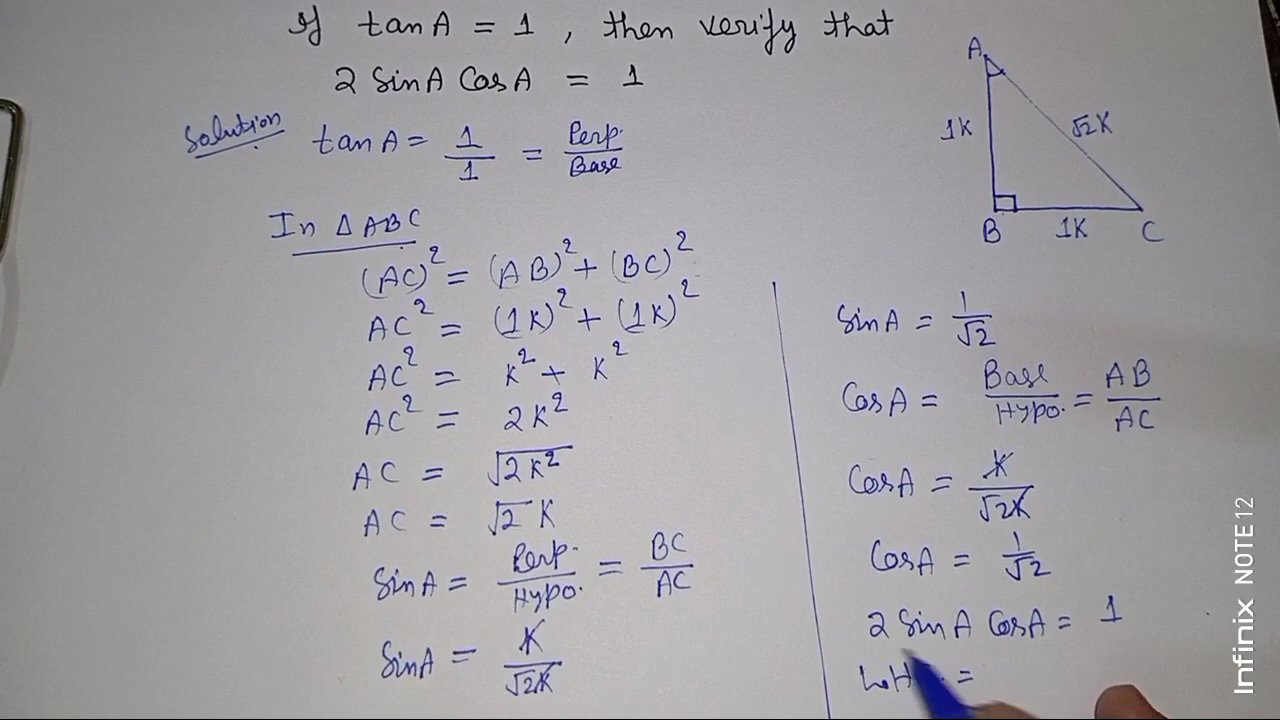 If tan A = 1 , then verify that
2 Sin A Cos A = 1
Solution
tan A = 1/1 = Perp./Base
In Δ ABC
(AC)² = (AB)² + (BC)²
AC² = (1K)² + (1K)²
AC² = K² + K²
AC² = 2K²
AC = √2K²
AC = √2 K
Sin A = Perp./Hypo. = BC/AC
Sin A = K/√2K
A
1K
√2K
B
1K
C
Sin A = 1/√2
Cos A = Base/Hypo. = AB/AC
Cos A = K/√2K
Cos A = 1/√2
2 Sin A Cos A = 1
=
Infinix NOTE 12